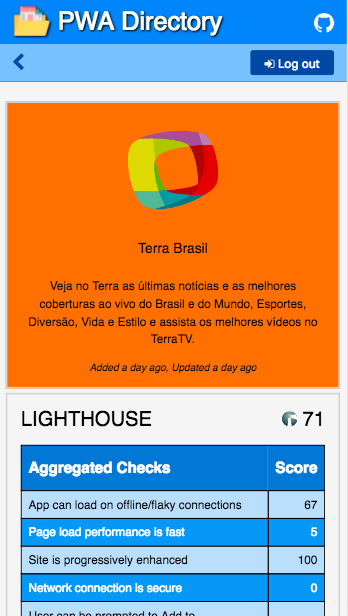 PWA Directory
Log out
Terra Brasil
Veja no Terra as últimas notícias e as melhores
coberturas ao vivo do Brasil e do Mundo, Esportes,
Diversão, Vida e Estilo e assista os melhores vídeos no
TerraTV.
Added a day ago, Updated a day ago
LIGHTHOUSE 71
Aggregated Checks Score
App can load on offline/flaky connections 67
Page load performance is fast 5
Site is progressively enhanced 100
Network connection is secure 0
User can be prompted to Add to